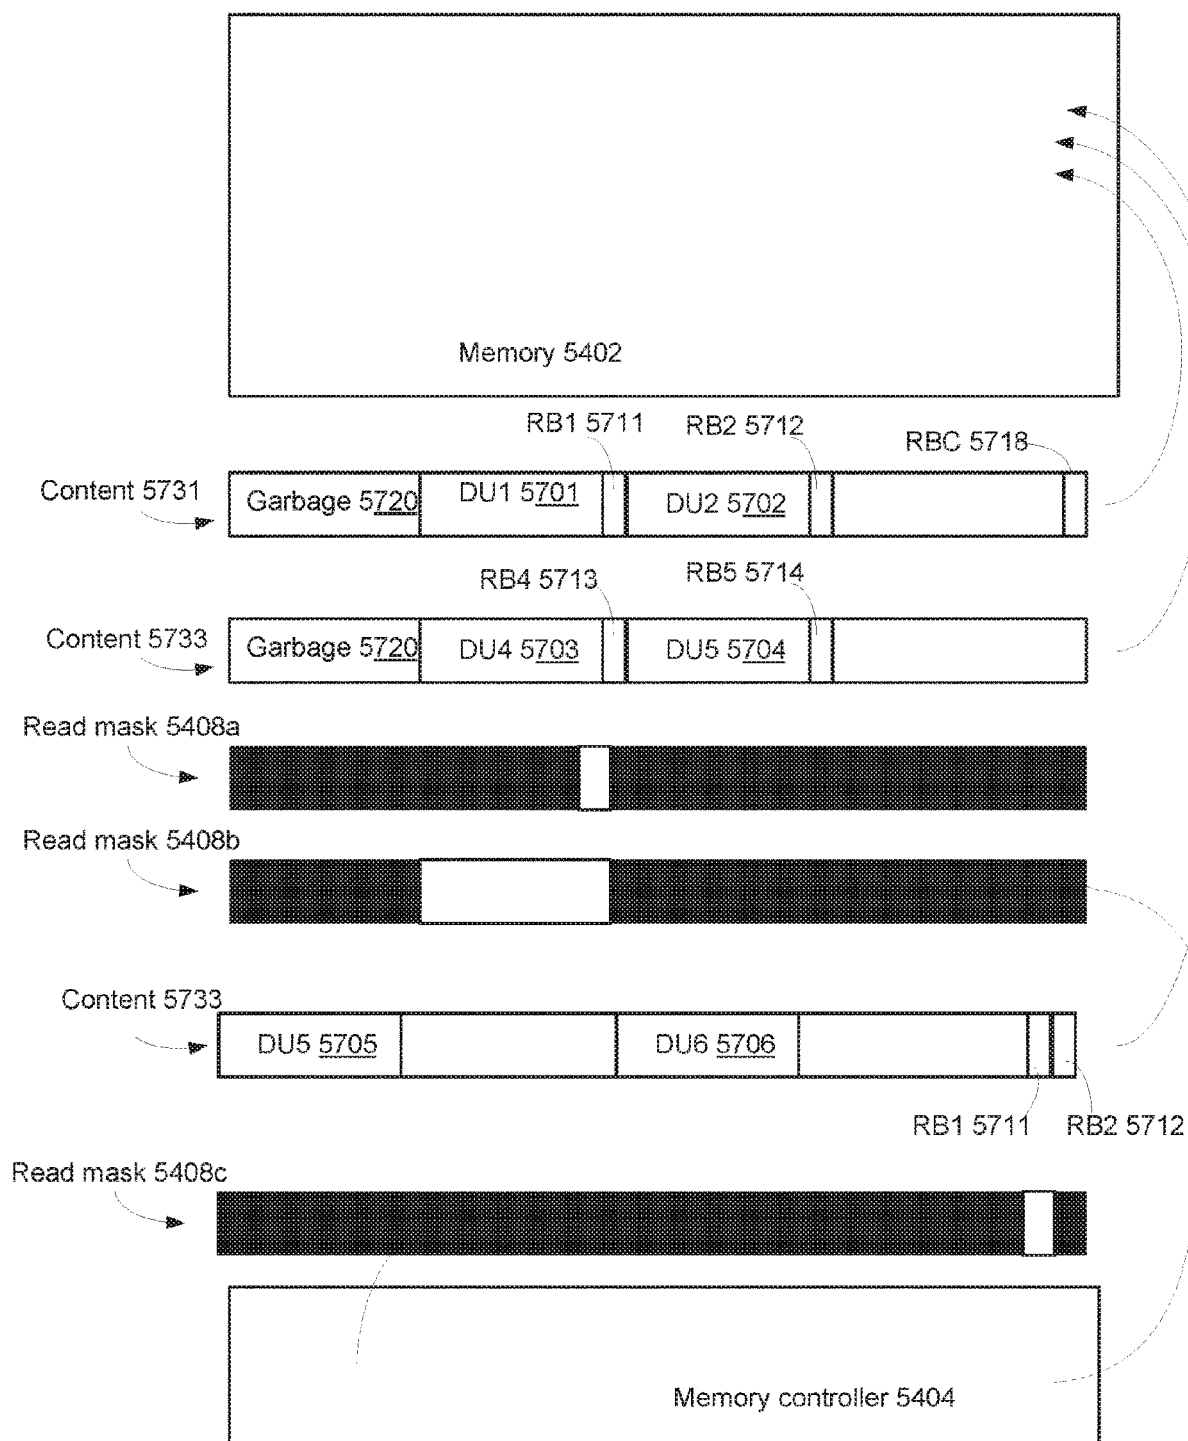 Memory 5402
RB1 5711
RB2 5712
RBC 5718
Content 5731
Garbage 5720
DU1 5701
DU2 5702
RB4 5713
RB5 5714
Content 5733
Garbage 5720
DU4 5703
DU5 5704
Read mask 5408a
Read mask 5408b
Content 5733
DU5 5705
DU6 5706
RB1 5711
RB2 5712
Read mask 5408c
Memory controller 5404